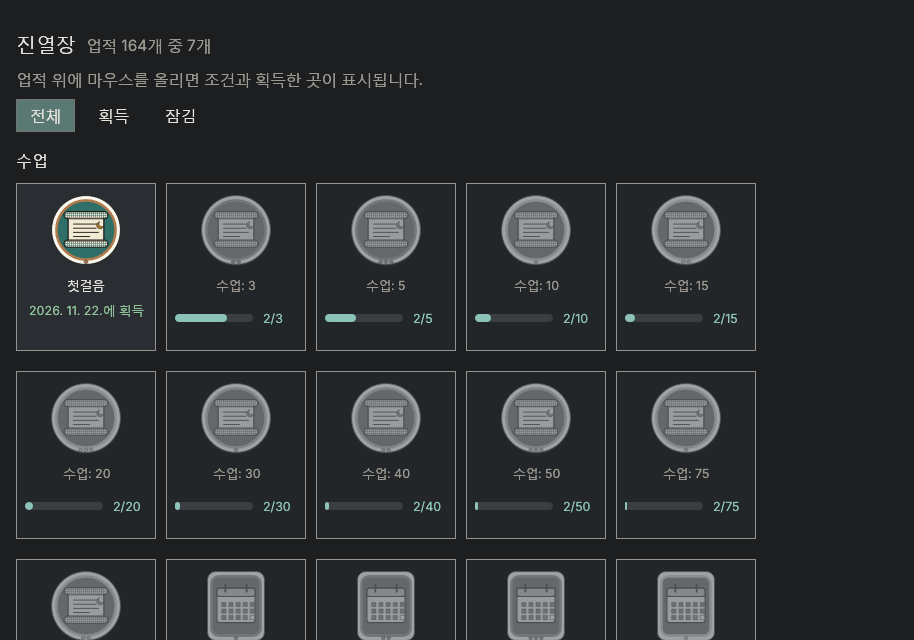 진열장 업적 164개 중 7개
업적 위에 마우스를 올리면 조건과 획득한 곳이 표시됩니다.
전체 획득 잠김
수업
첫걸음 수업: 3 수업: 5 수업: 10 수업: 15
2026. 11. 22.에 획득 2/3 2/5 2/10 2/15
수업: 20 수업: 30 수업: 40 수업: 50 수업: 75
2/20 2/30 2/40 2/50 2/75